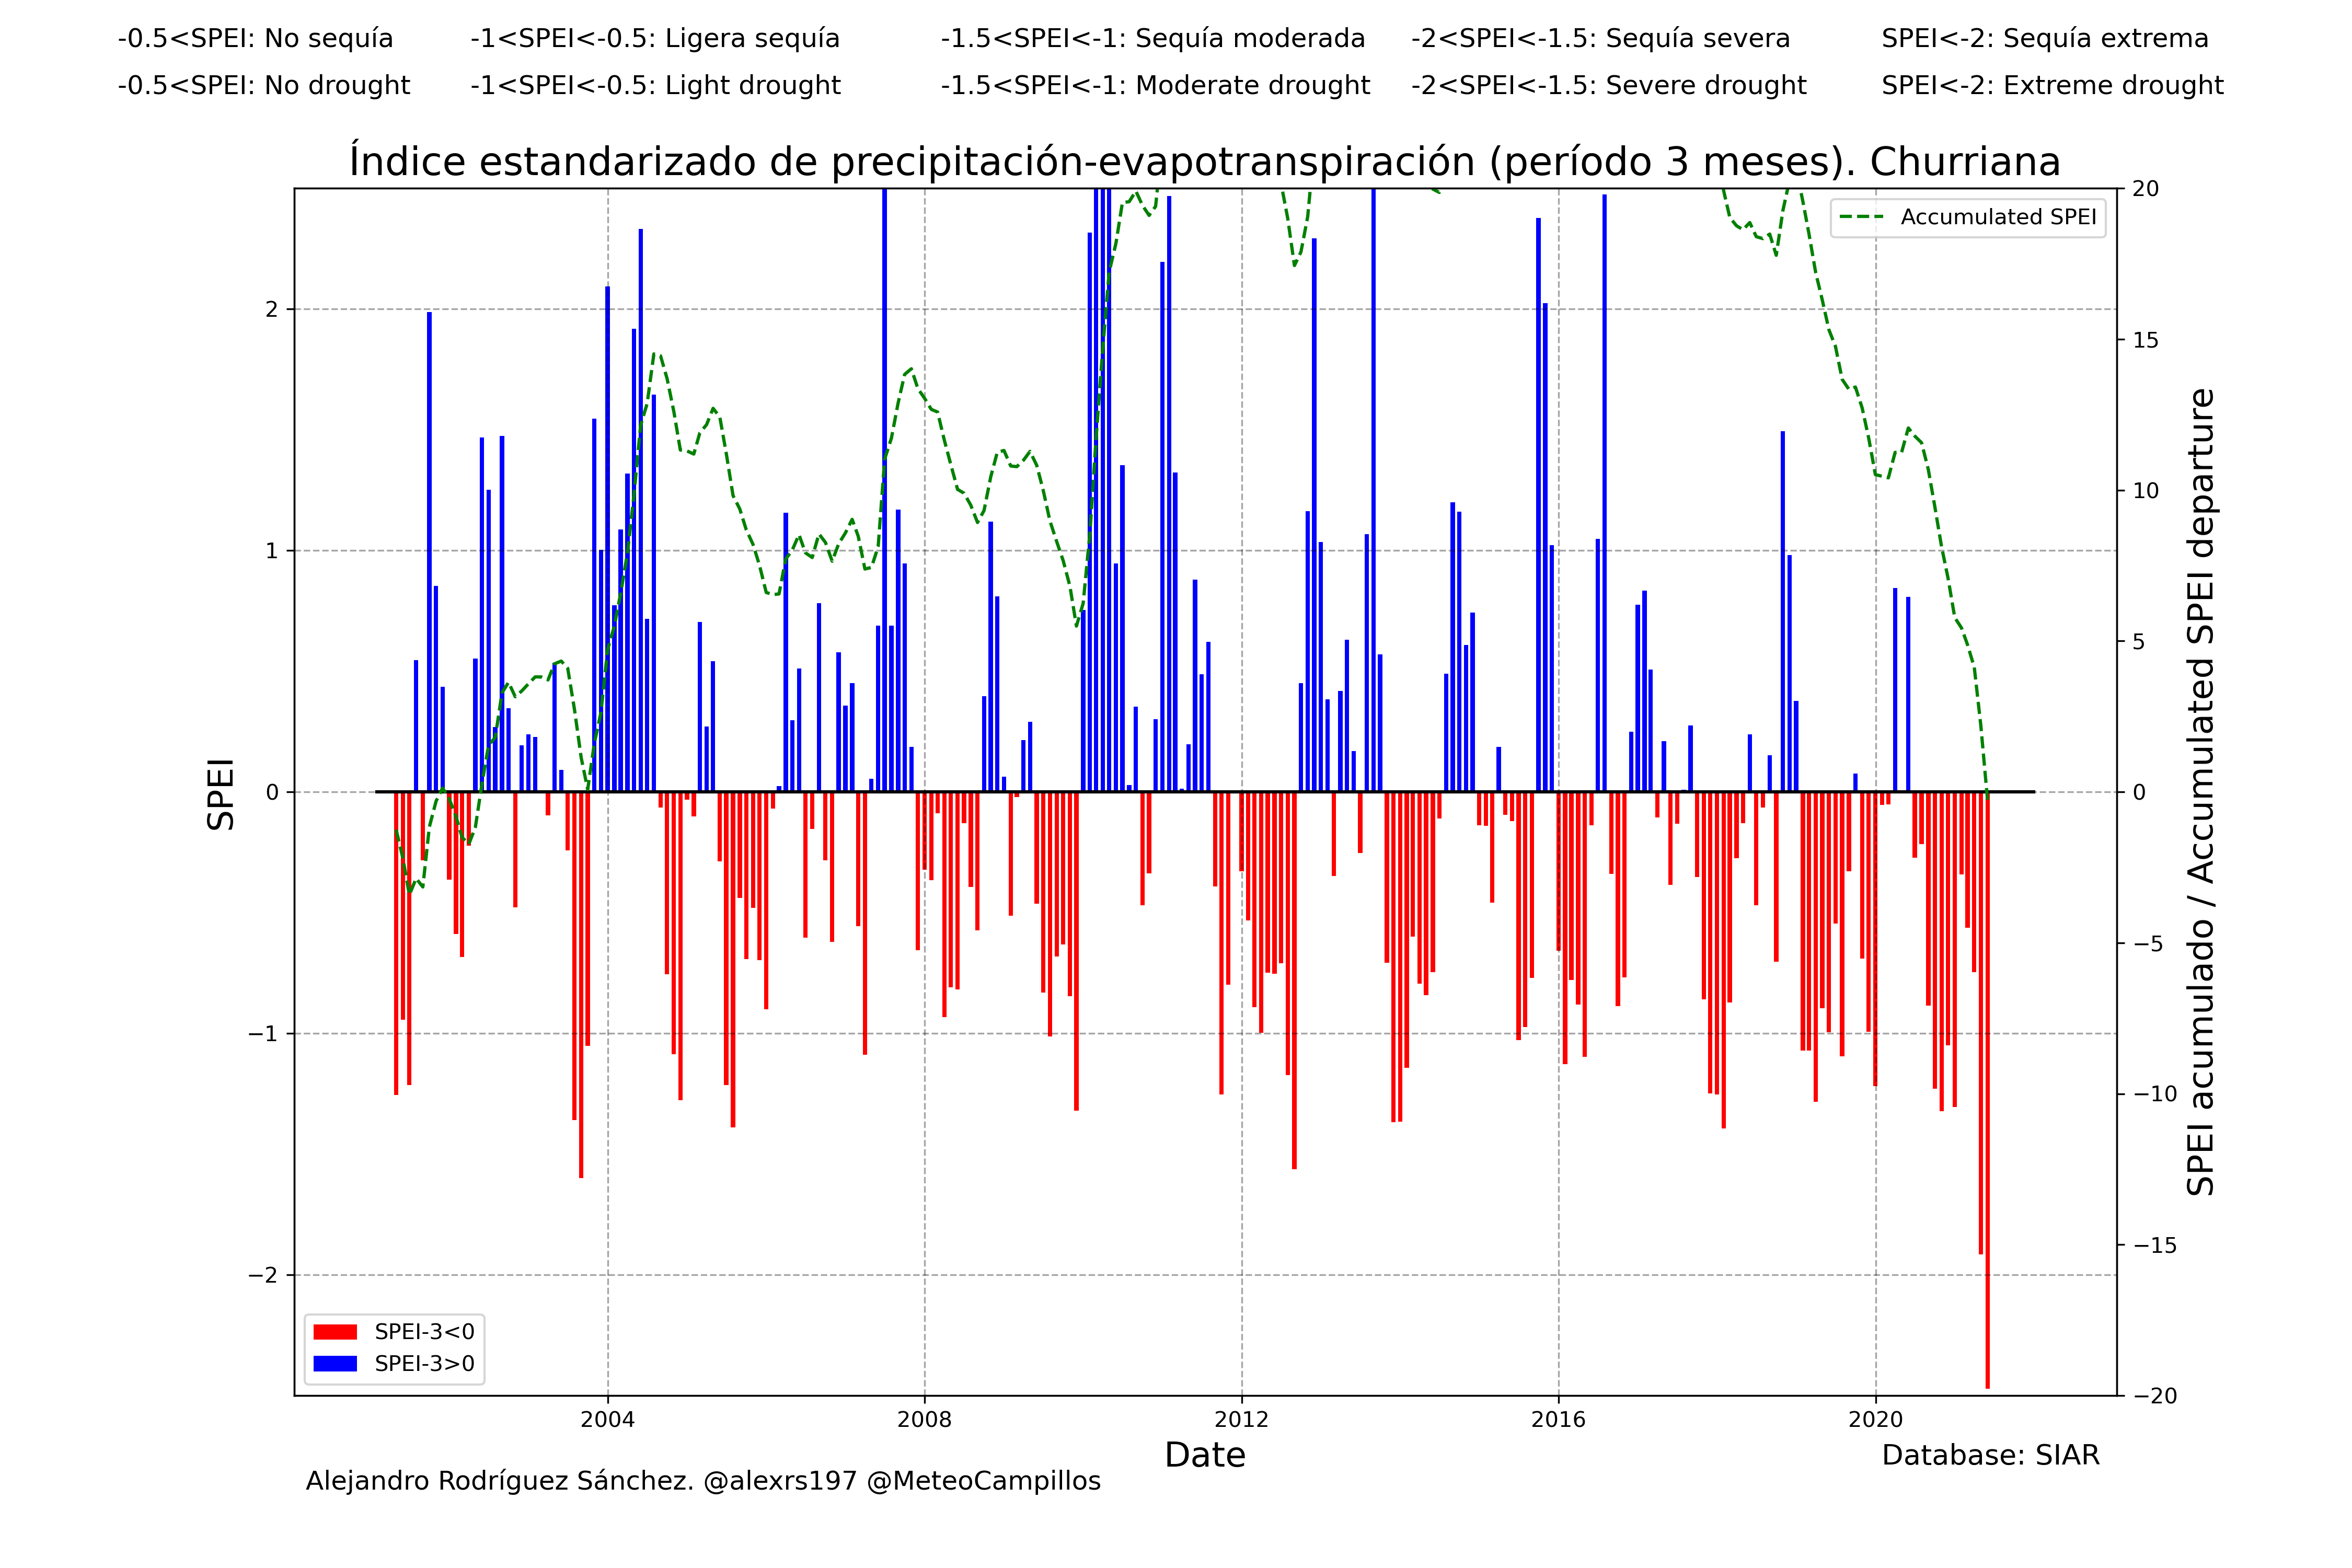 -0.5<SPEI: No sequía -1<SPEI<-0.5: Ligera sequía -1.5<SPEI<-1: Sequía moderada -2<SPEI<-1.5: Sequía severa SPEI<-2: Sequía extrema
-0.5<SPEI: No drought -1<SPEI<-0.5: Light drought -1.5<SPEI<-1: Moderate drought -2<SPEI<-1.5: Severe drought SPEI<-2: Extreme drought
Índice estandarizado de precipitación-evapotranspiración (período 3 meses). Churriana
Accumulated SPEI
SPEI
2
1
0
−1
−2
20
15
10
5
0
−5
−10
−15
−20
SPEI acumulado / Accumulated SPEI departure
SPEI-3<0
SPEI-3>0
2004 2008 2012 2016 2020
Date
Database: SIAR
Alejandro Rodríguez Sánchez. @alexrs197 @MeteoCampillos